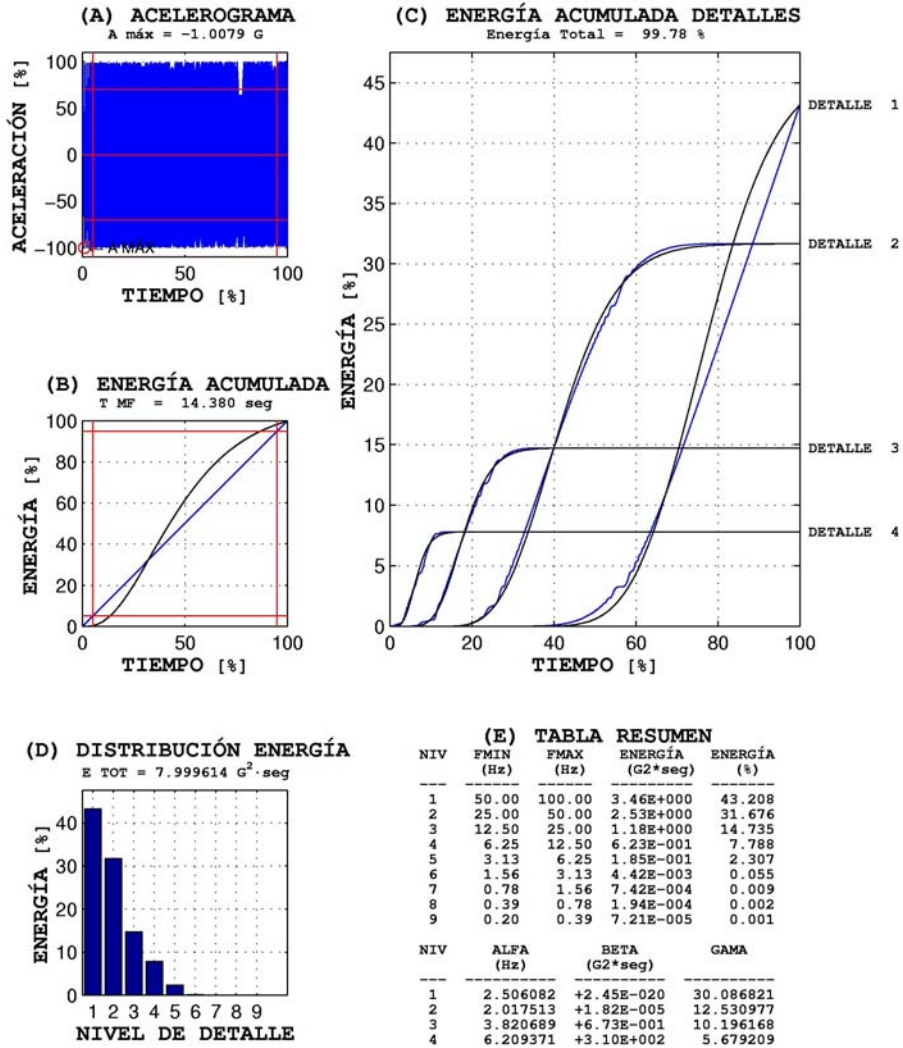 (A) ACELEROGRAMA
A máx = -1.0079 G
100
50
0
-50
-100
ACELERACIÓN [%]
A MÁX
0 50 100
TIEMPO [%]
(B) ENERGÍA ACUMULADA
T MF = 14.380 seg
100
80
60
40
20
0
ENERGÍA [%]
0 50 100
TIEMPO [%]
(C) ENERGÍA ACUMULADA DETALLES
Energía Total = 99.78 %
45
40
35
30
25
20
15
10
5
0
ENERGÍA [%]
0 20 40 60 80 100
TIEMPO [%]
DETALLE 1
DETALLE 2
DETALLE 3
DETALLE 4
(D) DISTRIBUCIÓN ENERGÍA
E TOT = 7.999614 G²·seg
40
30
20
10
0
ENERGÍA [%]
1 2 3 4 5 6 7 8 9
NIVEL DE DETALLE
(E) TABLA RESUMEN
NIV FMIN FMAX ENERGÍA ENERGÍA
(Hz) (Hz) (G2*seg) (%)
--- ------ ------ --------- -------
1 50.00 100.00 3.46E+000 43.208
2 25.00 50.00 2.53E+000 31.676
3 12.50 25.00 1.18E+000 14.735
4 6.25 12.50 6.23E-001 7.788
5 3.13 6.25 1.85E-001 2.307
6 1.56 3.13 4.42E-003 0.055
7 0.78 1.56 7.42E-004 0.009
8 0.39 0.78 1.94E-004 0.002
9 0.20 0.39 7.21E-005 0.001
NIV ALFA BETA GAMA
(Hz) (G2*seg)
--- ---------- ---------- ----------
1 2.506082 +2.45E-020 30.086821
2 2.017513 +1.82E-005 12.530977
3 3.820689 +6.73E-001 10.196168
4 6.209371 +3.10E+002 5.679209